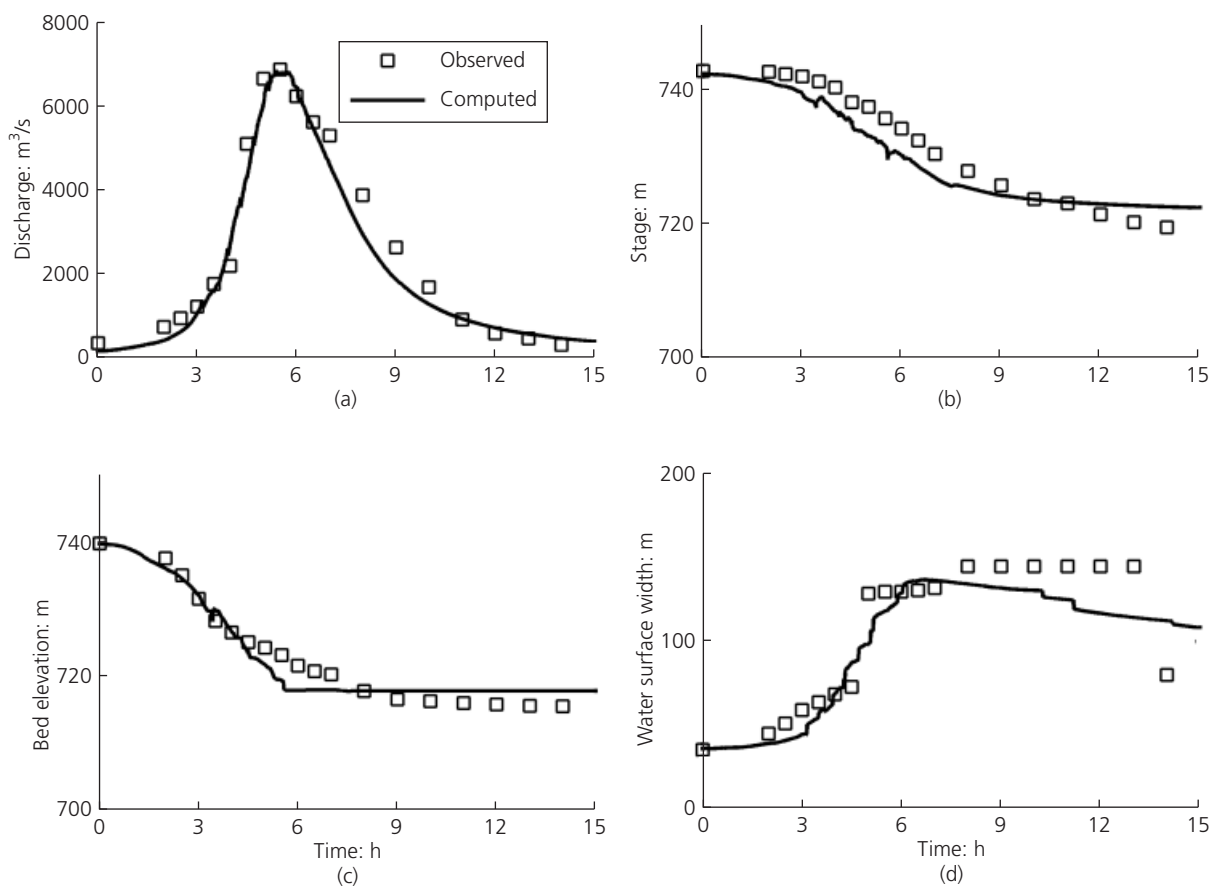 8000
6000
4000
2000
0
Discharge: m³/s
Observed
Computed
0 3 6 9 12 15
(a)
740
720
700
Stage: m
0 3 6 9 12 15
(b)
740
720
700
Bed elevation: m
0 3 6 9 12 15
Time: h
(c)
200
100
0
Water surface width: m
0 3 6 9 12 15
Time: h
(d)